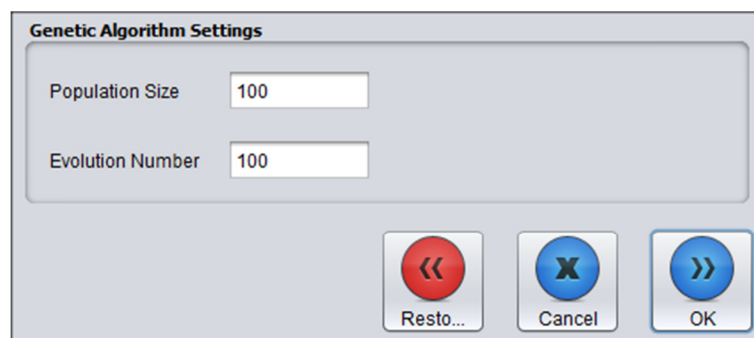 Genetic Algorithm Settings
Population Size 100
Evolution Number 100
Resto... Cancel OK